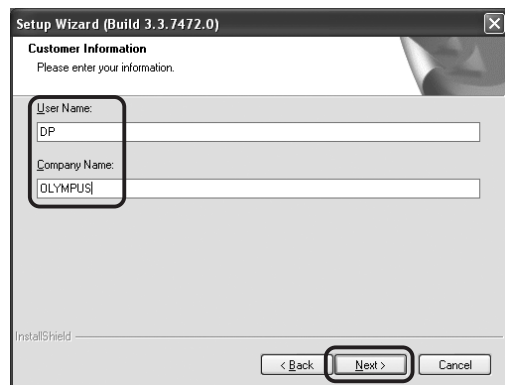 Setup Wizard (Build 3.3.7472.0)
Customer Information
Please enter your information.
User Name:
DP
Company Name:
OLYMPUS
InstallShield
< Back Next > Cancel